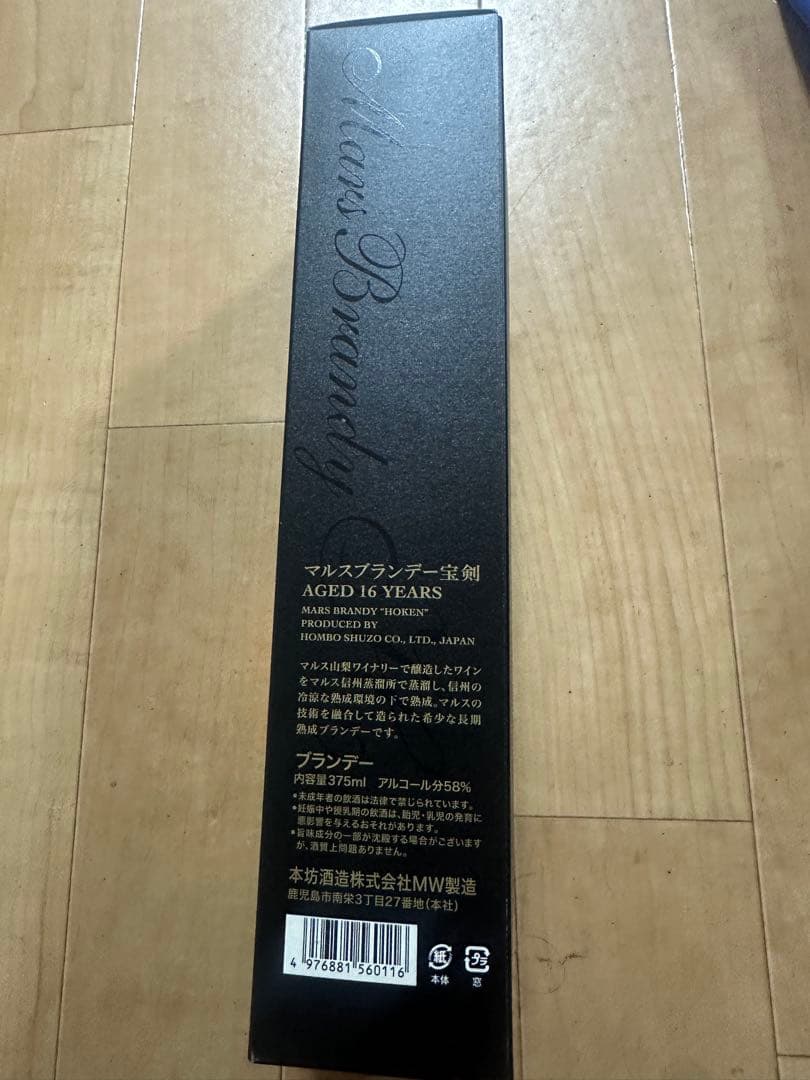 Mars Brandy
マルスブランデー宝剣
AGED 16 YEARS
MARS BRANDY "HOKEN"
PRODUCED BY
HOMBO SHUZO CO., LTD., JAPAN
マルス山梨ワイナリーで醸造したワイン
をマルス信州蒸溜所で蒸溜し、信州の
冷涼な熟成環境の下で熟成。マルスの
技術を融合して造られた希少な長期
熟成ブランデーです。
ブランデー
内容量375ml アルコール分58%
●未成年者の飲酒は法律で禁じられています。
●妊娠中や授乳期の飲酒は、胎児・乳児の発育に
悪影響を与えるおそれがあります。
●旨味成分の一部が沈殿する場合がございます
が、酒質上問題ありません。
本坊酒造株式会社MW製造
鹿児島市南栄3丁目27番地(本社)
4 976881 560116
紙
本体
プラ
窓